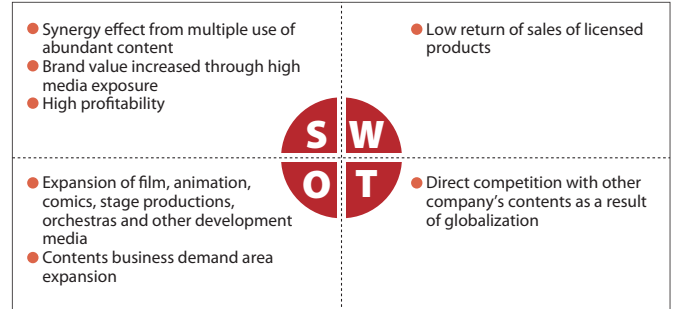 ● Synergy effect from multiple use of
abundant content
● Brand value increased through high
media exposure
● High profitability
● Low return of sales of licensed
products
S W
O T
● Expansion of film, animation,
comics, stage productions,
orchestras and other development
media
● Contents business demand area
expansion
● Direct competition with other
company's contents as a result
of globalization